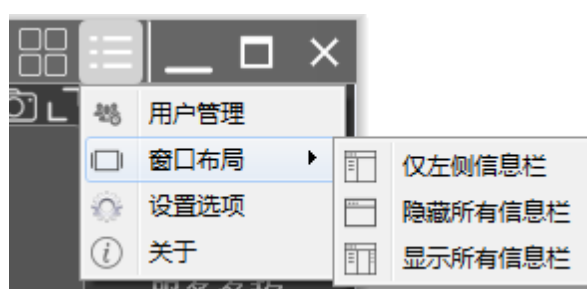 用户管理
窗口布局
仅左侧信息栏
隐藏所有信息栏
显示所有信息栏
设置选项
关于